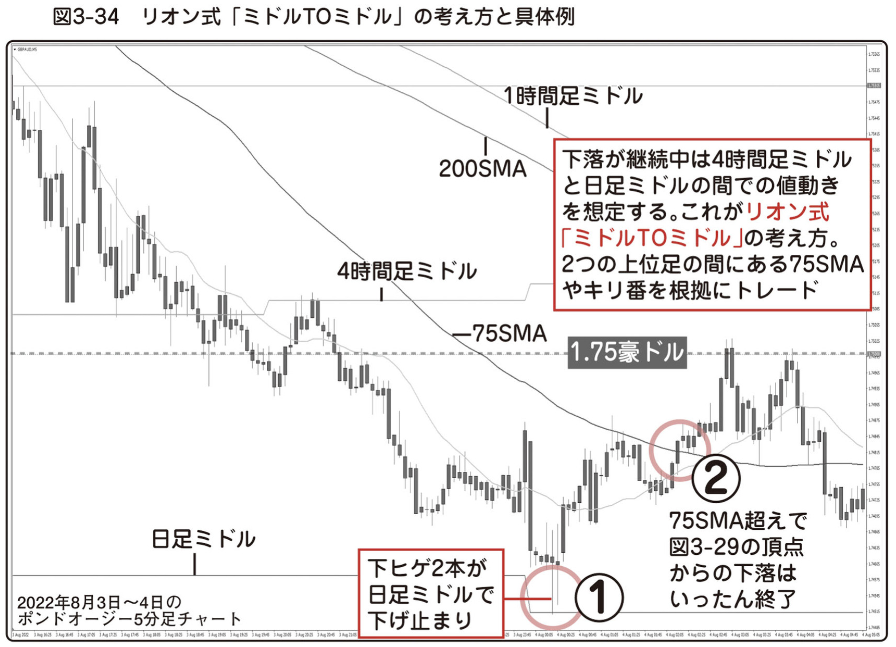 図3-34 リオン式「ミドルTOミドル」の考え方と具体例
1時間足ミドル
200SMA
下落が継続中は4時間足ミドル
と日足ミドルの間での値動き
を想定する。これがリオン式
「ミドルTOミドル」の考え方。
2つの上位足の間にある75SMA
やキリ番を根拠にトレード
4時間足ミドル
75SMA
1.75豪ドル
②
75SMA超えで
図3-29の頂点
からの下落は
いったん終了
日足ミドル
下ヒゲ2本が
日足ミドルで
下げ止まり
①
2022年8月3日〜4日の
ポンドオージー5分足チャート